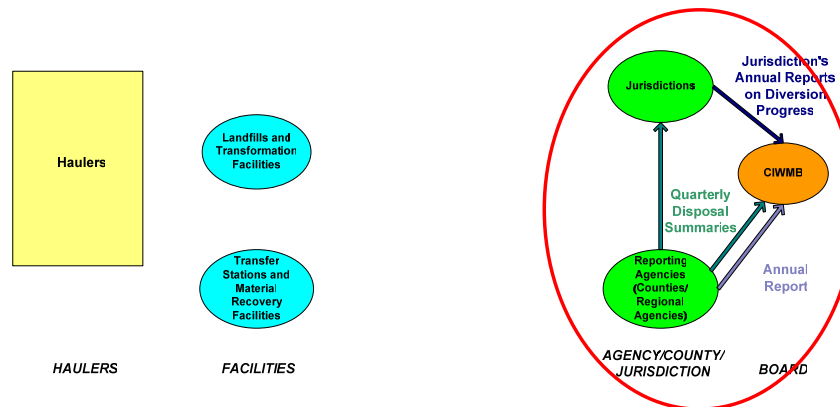 Haulers
Landfills and
Transformation
Facilities
Transfer
Stations and
Material
Recovery
Facilities
Jurisdictions
Jurisdiction's
Annual Reports
on Diversion
Progress
CIWMB
Quarterly
Disposal
Summaries
Reporting
Agencies
(Counties/
Regional
Agencies)
Annual
Report
HAULERS
FACILITIES
AGENCY/COUNTY/
JURISDICTION
BOARD